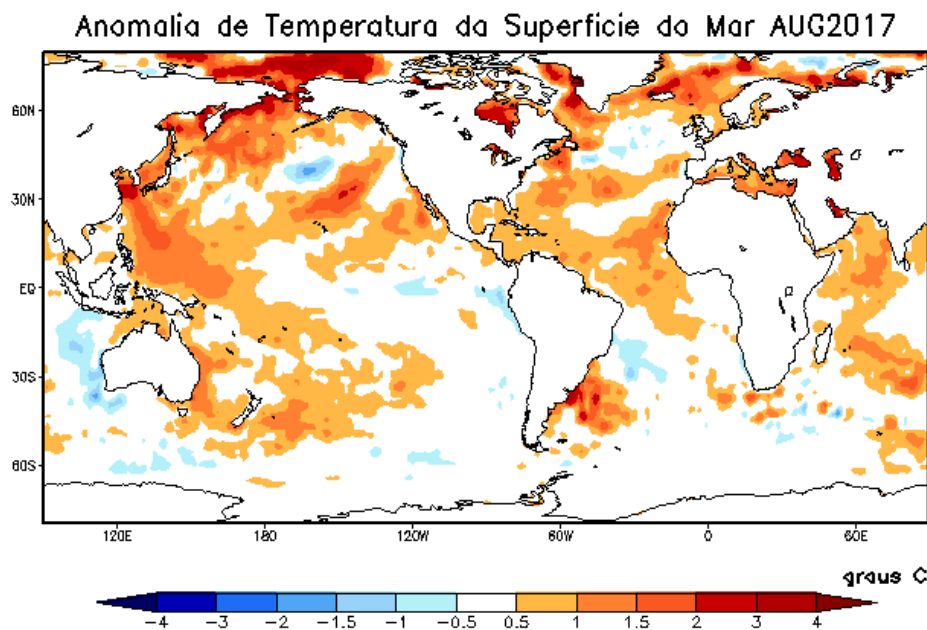 Anomalia de Temperatura da Superficie do Mar AUG2017
60N
30N
EQ
30S
60S
120E 180 120W 60W 0 60E
graus C
-4 -3 -2 -1.5 -1 -0.5 0.5 1 1.5 2 3 4